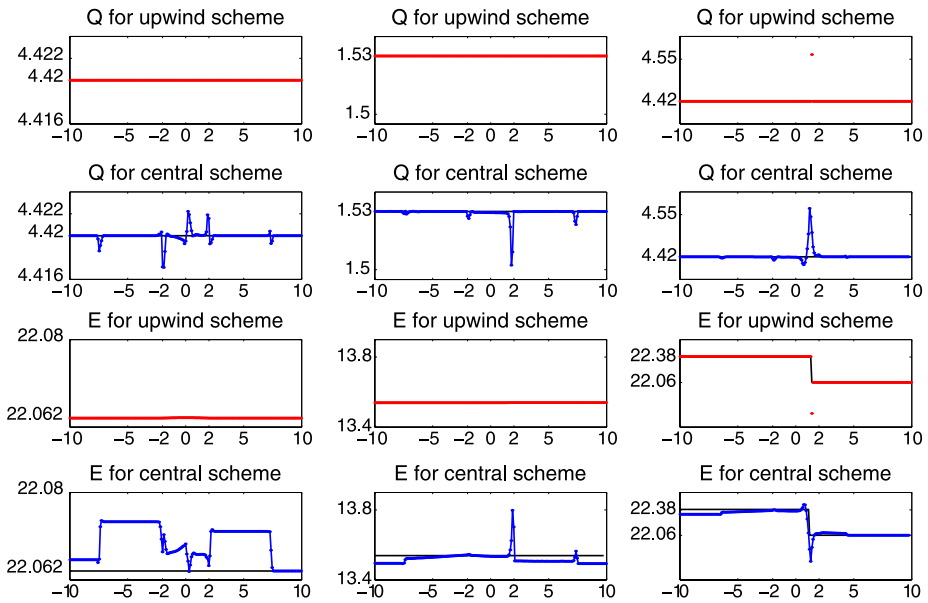 Q for upwind scheme
4.422
4.42
4.416
-10 -5 -2 0 2 5 10
Q for upwind scheme
1.53
1.5
-10 -5 -2 0 2 5 10
Q for upwind scheme
4.55
4.42
-10 -5 -2 0 2 5 10
Q for central scheme
4.422
4.42
4.416
-10 -5 -2 0 2 5 10
Q for central scheme
1.53
1.5
-10 -5 -2 0 2 5 10
Q for central scheme
4.55
4.42
-10 -5 -2 0 2 5 10
E for upwind scheme
22.08
22.062
-10 -5 -2 0 2 5 10
E for upwind scheme
13.8
13.4
-10 -5 -2 0 2 5 10
E for upwind scheme
22.38
22.06
-10 -5 -2 0 2 5 10
E for central scheme
22.08
22.062
-10 -5 -2 0 2 5 10
E for central scheme
13.8
13.4
-10 -5 -2 0 2 5 10
E for central scheme
22.38
22.06
-10 -5 -2 0 2 5 10